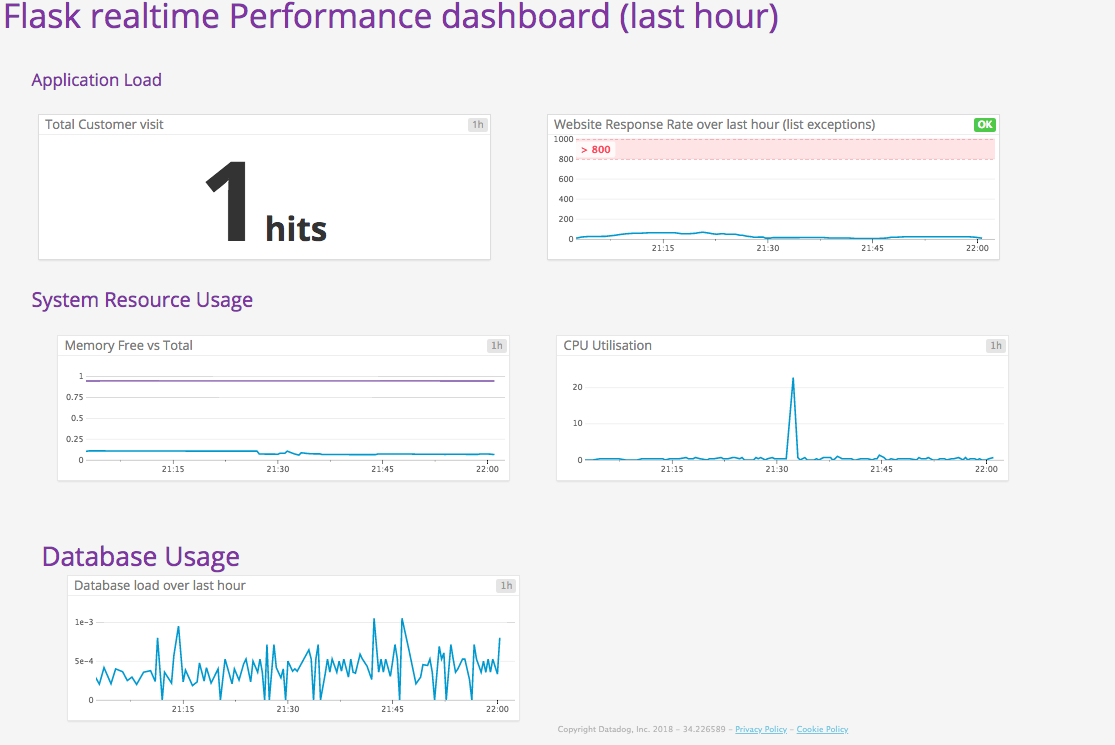 Flask realtime Performance dashboard (last hour)
Application Load
Total Customer visit 1h
1 hits
Website Response Rate over last hour (list exceptions) OK
1000
> 800
800
600
400
200
0
21:15 21:30 21:45 22:00
System Resource Usage
Memory Free vs Total 1h
1
0.75
0.5
0.25
0
21:15 21:30 21:45 22:00
CPU Utilisation 1h
20
10
0
21:15 21:30 21:45 22:00
Database Usage
Database load over last hour 1h
1e−3
5e−4
0
21:15 21:30 21:45 22:00
Copyright Datadog, Inc. 2018 – 34.226589 – Privacy Policy – Cookie Policy